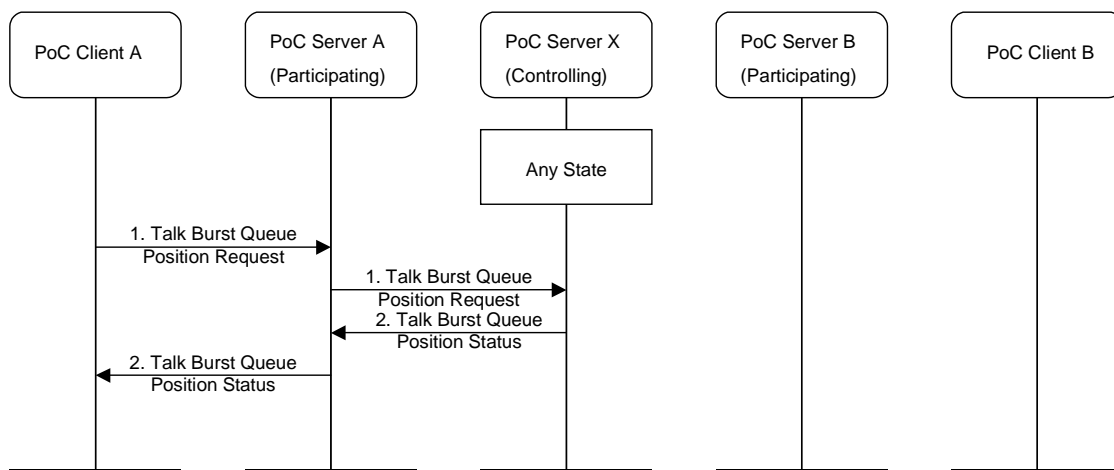 PoC Client A
PoC Server A
(Participating)
PoC Server X
(Controlling)
PoC Server B
(Participating)
PoC Client B
Any State
1. Talk Burst Queue
Position Request
1. Talk Burst Queue
Position Request
2. Talk Burst Queue
Position Status
2. Talk Burst Queue
Position Status